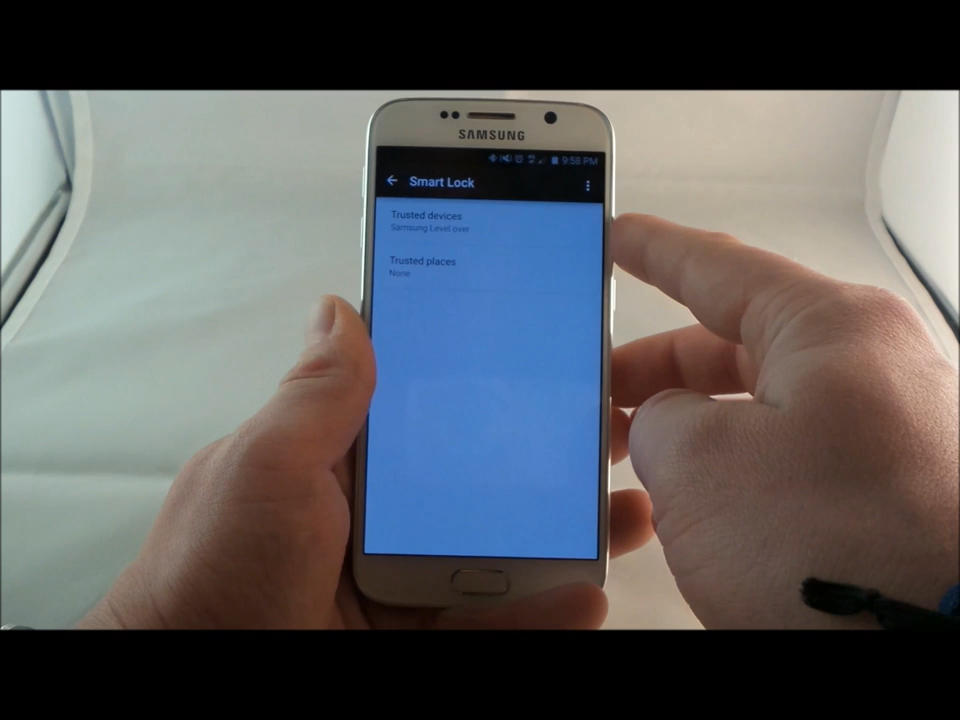 SAMSUNG
9:58 PM
Smart Lock
Trusted devices
Samsung Level over
Trusted places
None